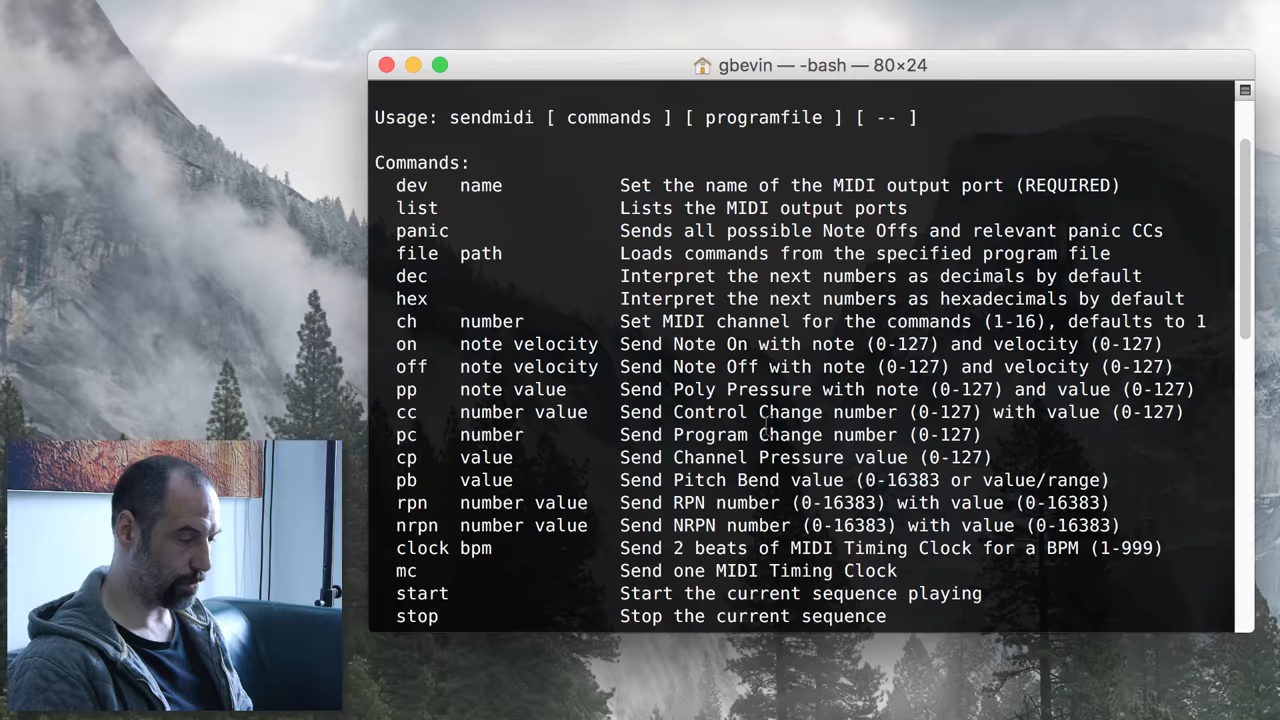 gbevin — -bash — 80×24
Usage: sendmidi [ commands ] [ programfile ] [ -- ]
Commands:
dev name Set the name of the MIDI output port (REQUIRED)
list Lists the MIDI output ports
panic Sends all possible Note Offs and relevant panic CCs
file path Loads commands from the specified program file
dec Interpret the next numbers as decimals by default
hex Interpret the next numbers as hexadecimals by default
ch number Set MIDI channel for the commands (1-16), defaults to 1
on note velocity Send Note On with note (0-127) and velocity (0-127)
off note velocity Send Note Off with note (0-127) and velocity (0-127)
pp note value Send Poly Pressure with note (0-127) and value (0-127)
cc number value Send Control Change number (0-127) with value (0-127)
pc number Send Program Change number (0-127)
cp value Send Channel Pressure value (0-127)
pb value Send Pitch Bend value (0-16383 or value/range)
rpn number value Send RPN number (0-16383) with value (0-16383)
nrpn number value Send NRPN number (0-16383) with value (0-16383)
clock bpm Send 2 beats of MIDI Timing Clock for a BPM (1-999)
mc Send one MIDI Timing Clock
start Start the current sequence playing
stop Stop the current sequence